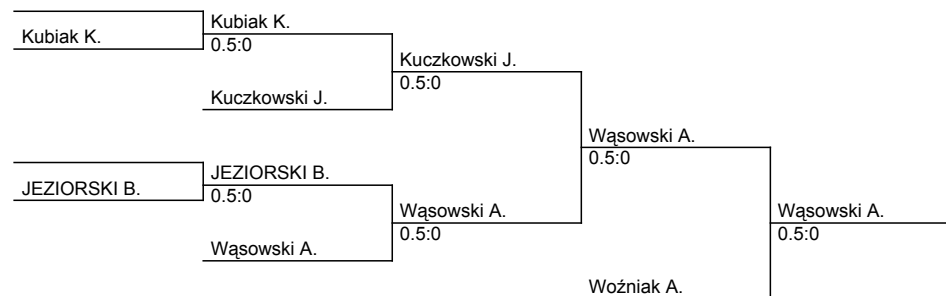 Kubiak K.
Kubiak K.
0.5:0
Kuczkowski J.
0.5:0
Kuczkowski J.
Wąsowski A.
0.5:0
JEZIORSKI B.
JEZIORSKI B.
0.5:0
Wąsowski A.
0.5:0
Wąsowski A.
0.5:0
Wąsowski A.
Woźniak A.